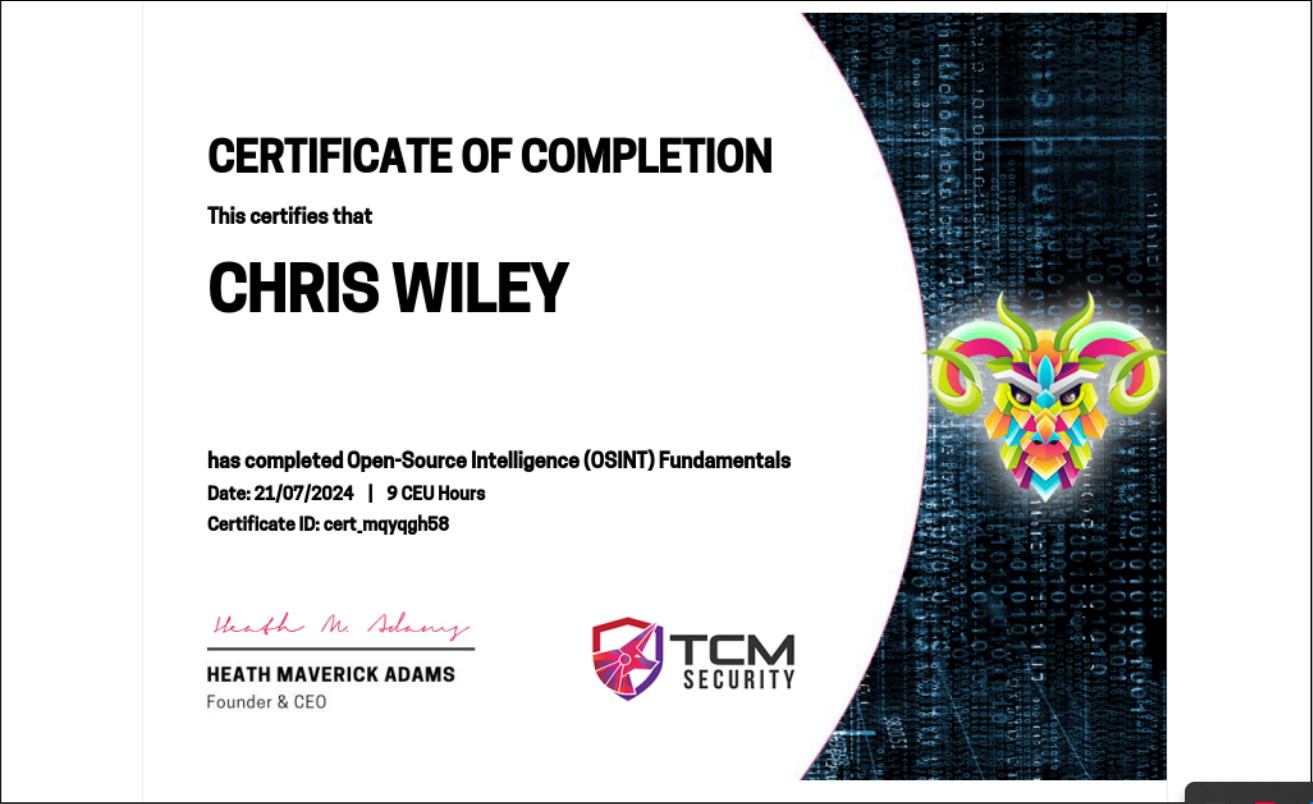 CERTIFICATE OF COMPLETION
This certifies that
CHRIS WILEY
has completed Open-Source Intelligence (OSINT) Fundamentals
Date: 21/07/2024 | 9 CEU Hours
Certificate ID: cert_mqyqgh58
Heath M. Adams
HEATH MAVERICK ADAMS
Founder & CEO
TCM
SECURITY